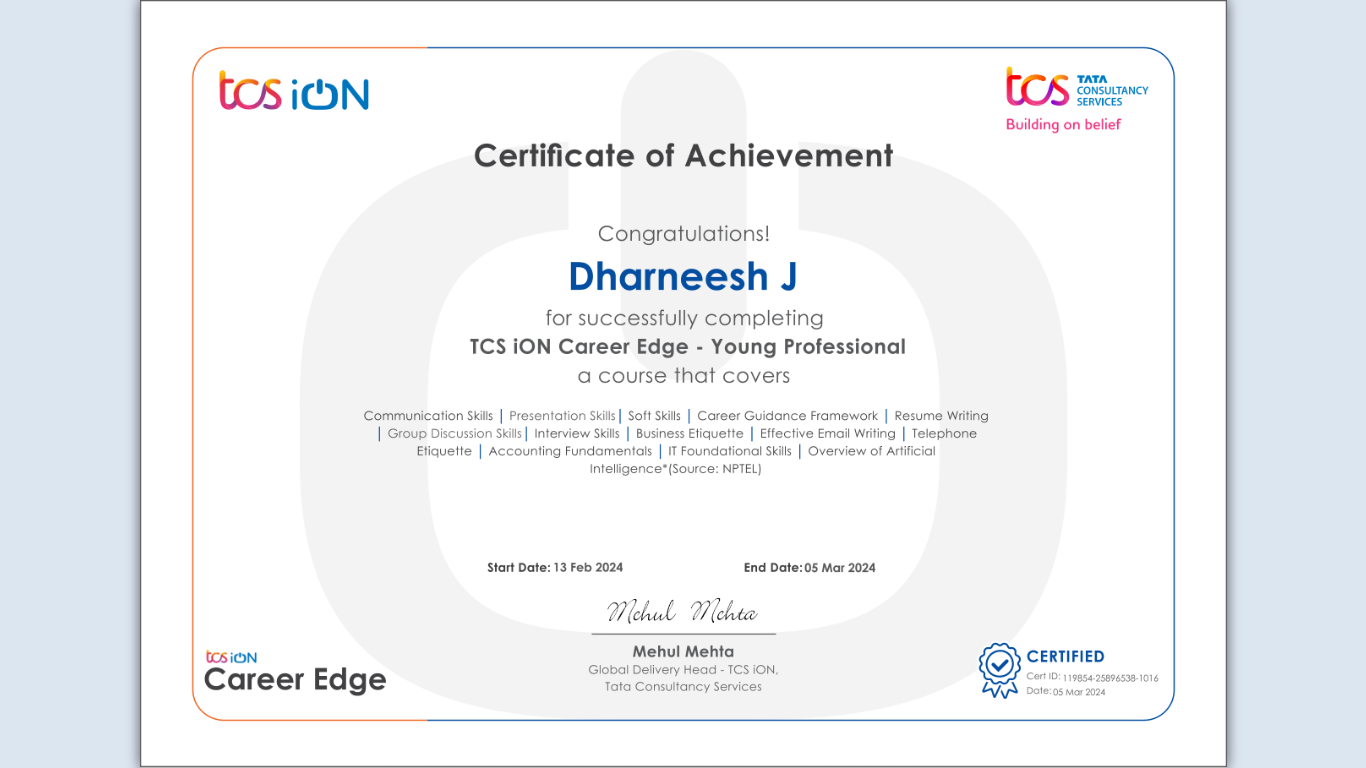 tcs iON
tcs TATA
CONSULTANCY
SERVICES
Building on belief
Certificate of Achievement
Congratulations!
Dharneesh J
for successfully completing
TCS iON Career Edge - Young Professional
a course that covers
Communication Skills | Presentation Skills | Soft Skills | Career Guidance Framework | Resume Writing
| Group Discussion Skills | Interview Skills | Business Etiquette | Effective Email Writing | Telephone
Etiquette | Accounting Fundamentals | IT Foundational Skills | Overview of Artificial
Intelligence*(Source: NPTEL)
Start Date: 13 Feb 2024 End Date: 05 Mar 2024
Mehul Mehta
Mehul Mehta
Global Delivery Head - TCS iON,
Tata Consultancy Services
tcs iON
Career Edge
CERTIFIED
Cert ID: 119854-25896538-1016
Date: 05 Mar 2024